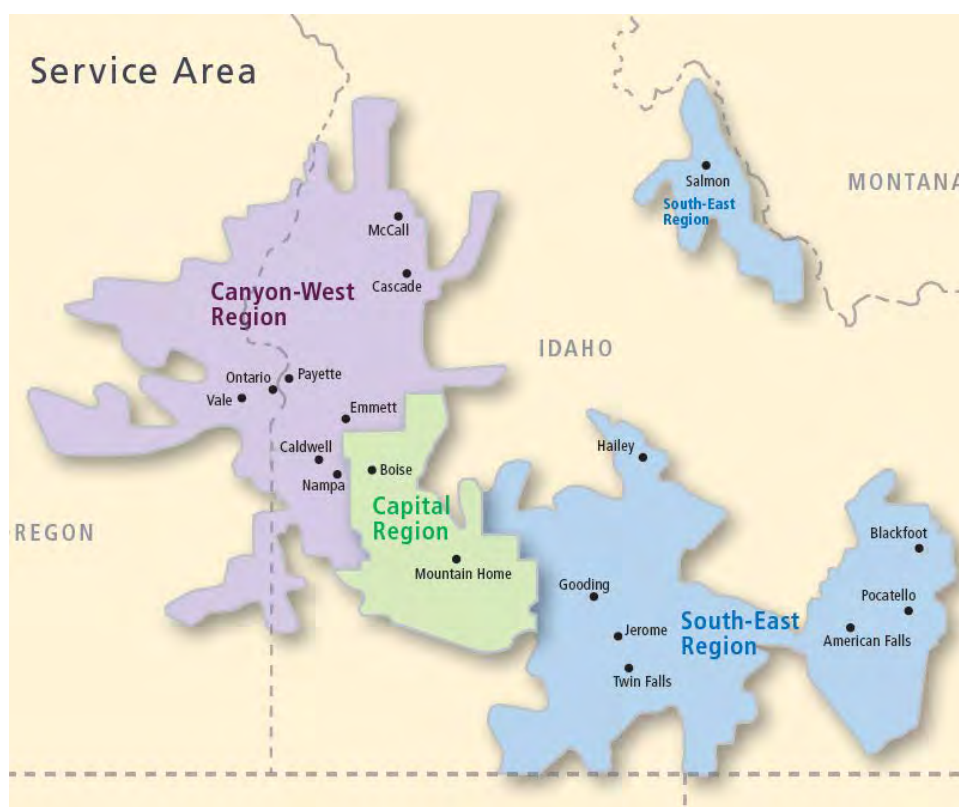 Service Area
MONTANA
Salmon
South-East
Region
McCall
Cascade
Canyon-West
Region
IDAHO
Ontario
Payette
Vale
Emmett
Caldwell
Nampa
Boise
Capital
Region
Mountain Home
REGON
Hailey
Gooding
Jerome
Twin Falls
South-East
Region
Blackfoot
Pocatello
American Falls